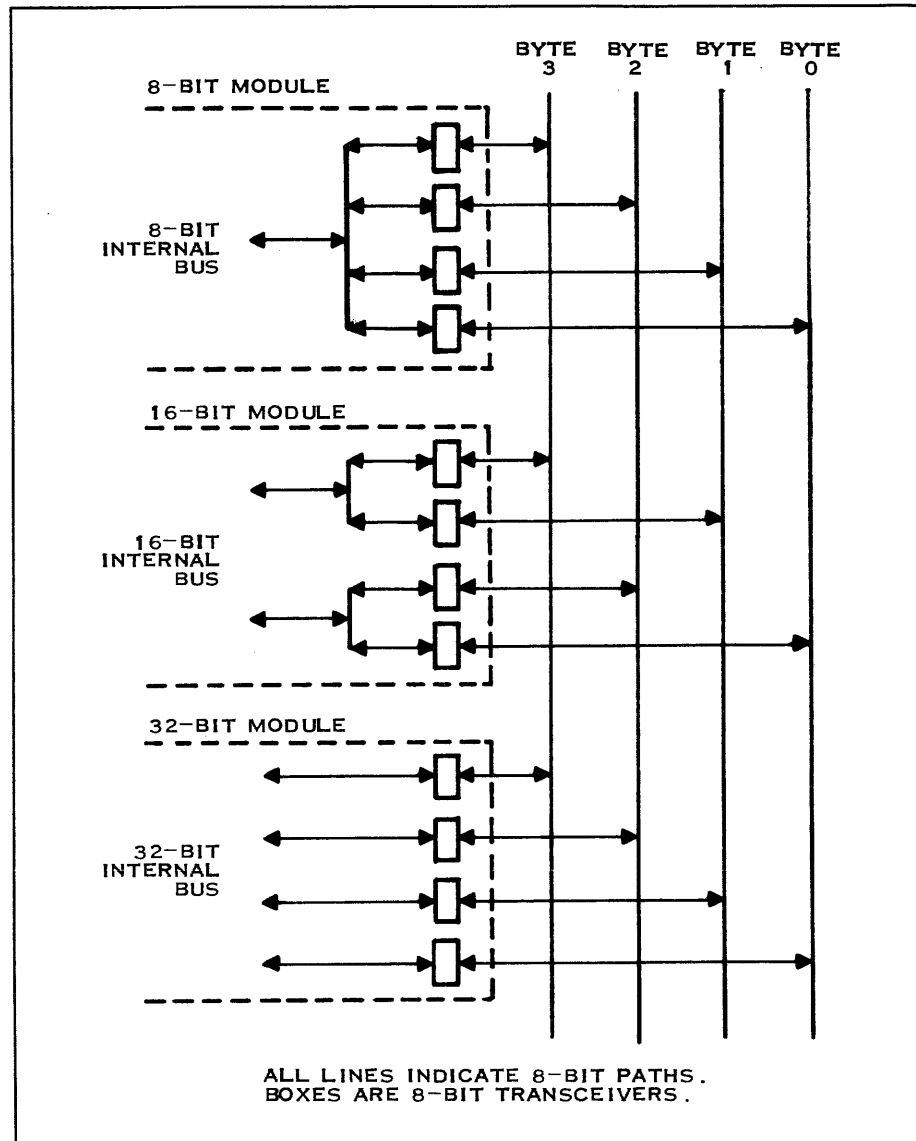 BYTE 3
BYTE 2
BYTE 1
BYTE 0
8-BIT MODULE
8-BIT
INTERNAL
BUS
16-BIT MODULE
16-BIT
INTERNAL
BUS
32-BIT MODULE
32-BIT
INTERNAL
BUS
ALL LINES INDICATE 8-BIT PATHS.
BOXES ARE 8-BIT TRANSCEIVERS.